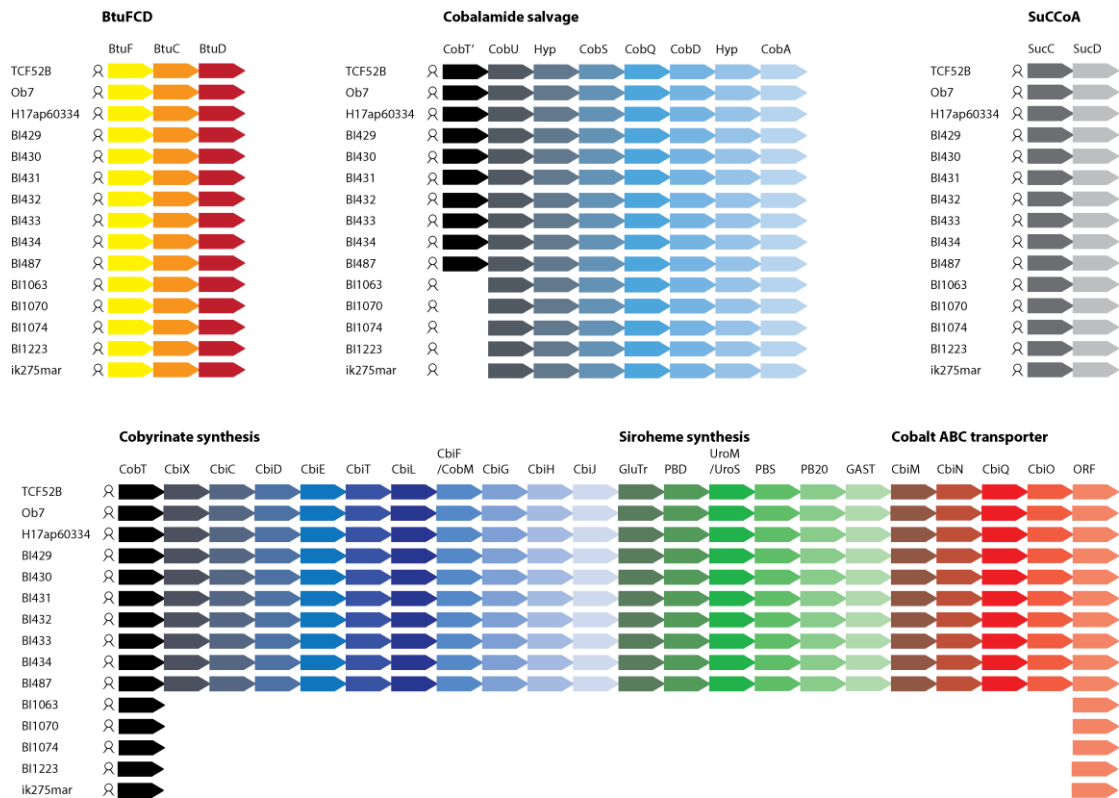 BtuFCD
BtuF BtuC BtuD
TCF52B
Ob7
H17ap60334
BI429
BI430
BI431
BI432
BI433
BI434
BI487
BI1063
BI1070
BI1074
BI1223
ik275mar
Cobalamide salvage
CobT' CobU Hyp CobS CobQ CobD Hyp CobA
TCF52B
Ob7
H17ap60334
BI429
BI430
BI431
BI432
BI433
BI434
BI487
BI1063
BI1070
BI1074
BI1223
ik275mar
SuCCoA
SucC SucD
TCF52B
Ob7
H17ap60334
BI429
BI430
BI431
BI432
BI433
BI434
BI487
BI1063
BI1070
BI1074
BI1223
ik275mar
Cobyrinate synthesis
CobT CbiX CbiC CbiD CbiE CbiT CbiL CbiF /CobM CbiG CbiH CbiJ
Siroheme synthesis
GluTr PBD UroM /UroS PBS PB20 GAST
Cobalt ABC transporter
CbiM CbiN CbiQ CbiO ORF
TCF52B
Ob7
H17ap60334
BI429
BI430
BI431
BI432
BI433
BI434
BI487
BI1063
BI1070
BI1074
BI1223
ik275mar